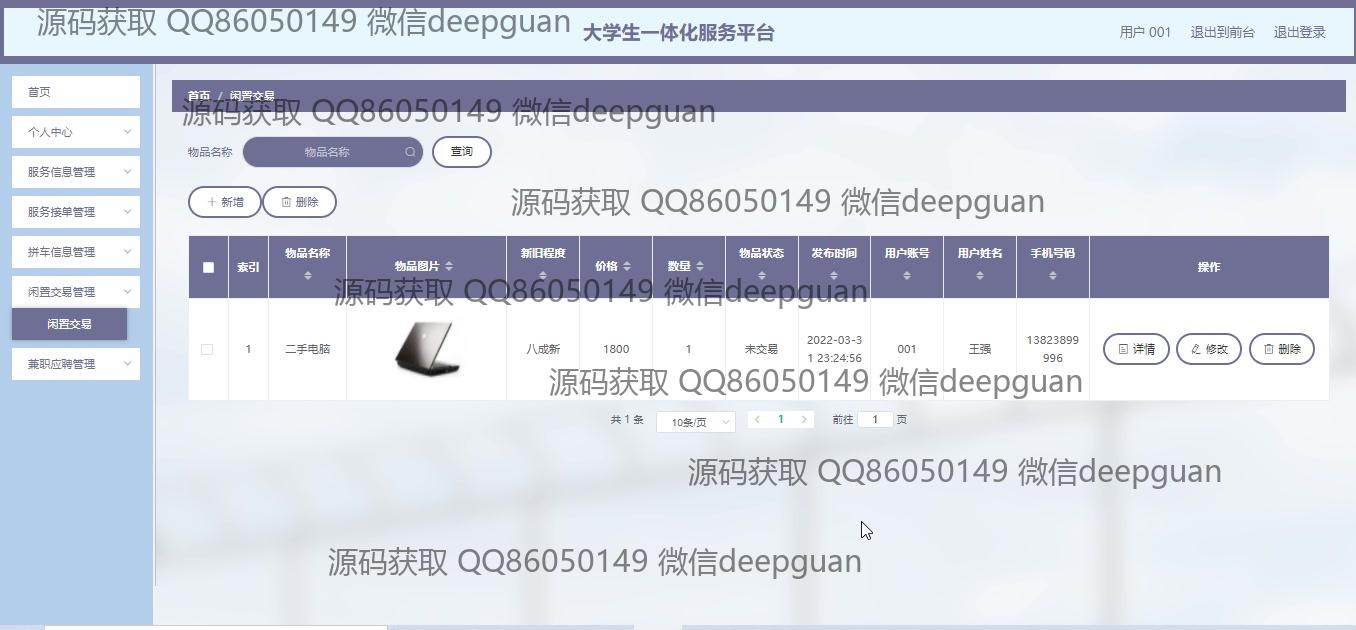 源码获取 QQ86050149 微信deepguan
大学生一体化服务平台
用户 001 退出到前台 退出登录
首页
个人中心
服务信息管理
服务接单管理
拼车信息管理
闲置交易管理
闲置交易
兼职应聘管理
首页 / 闲置交易
源码获取 QQ86050149 微信deepguan
物品名称 物品名称 查询
新增 删除
源码获取 QQ86050149 微信deepguan
索引 物品名称 物品图片 新旧程度 价格 数量 物品状态 发布时间 用户账号 用户姓名 手机号码 操作
源码获取 QQ86050149 微信deepguan
1 二手电脑 八成新 1800 1 未交易 2022-03-3 001 王强 13823899 详情 修改 删除
1 23:24:56 996
源码获取 QQ86050149 微信deepguan
共 1 条 10条/页 1 前往 1 页
源码获取 QQ86050149 微信deepguan
源码获取 QQ86050149 微信deepguan